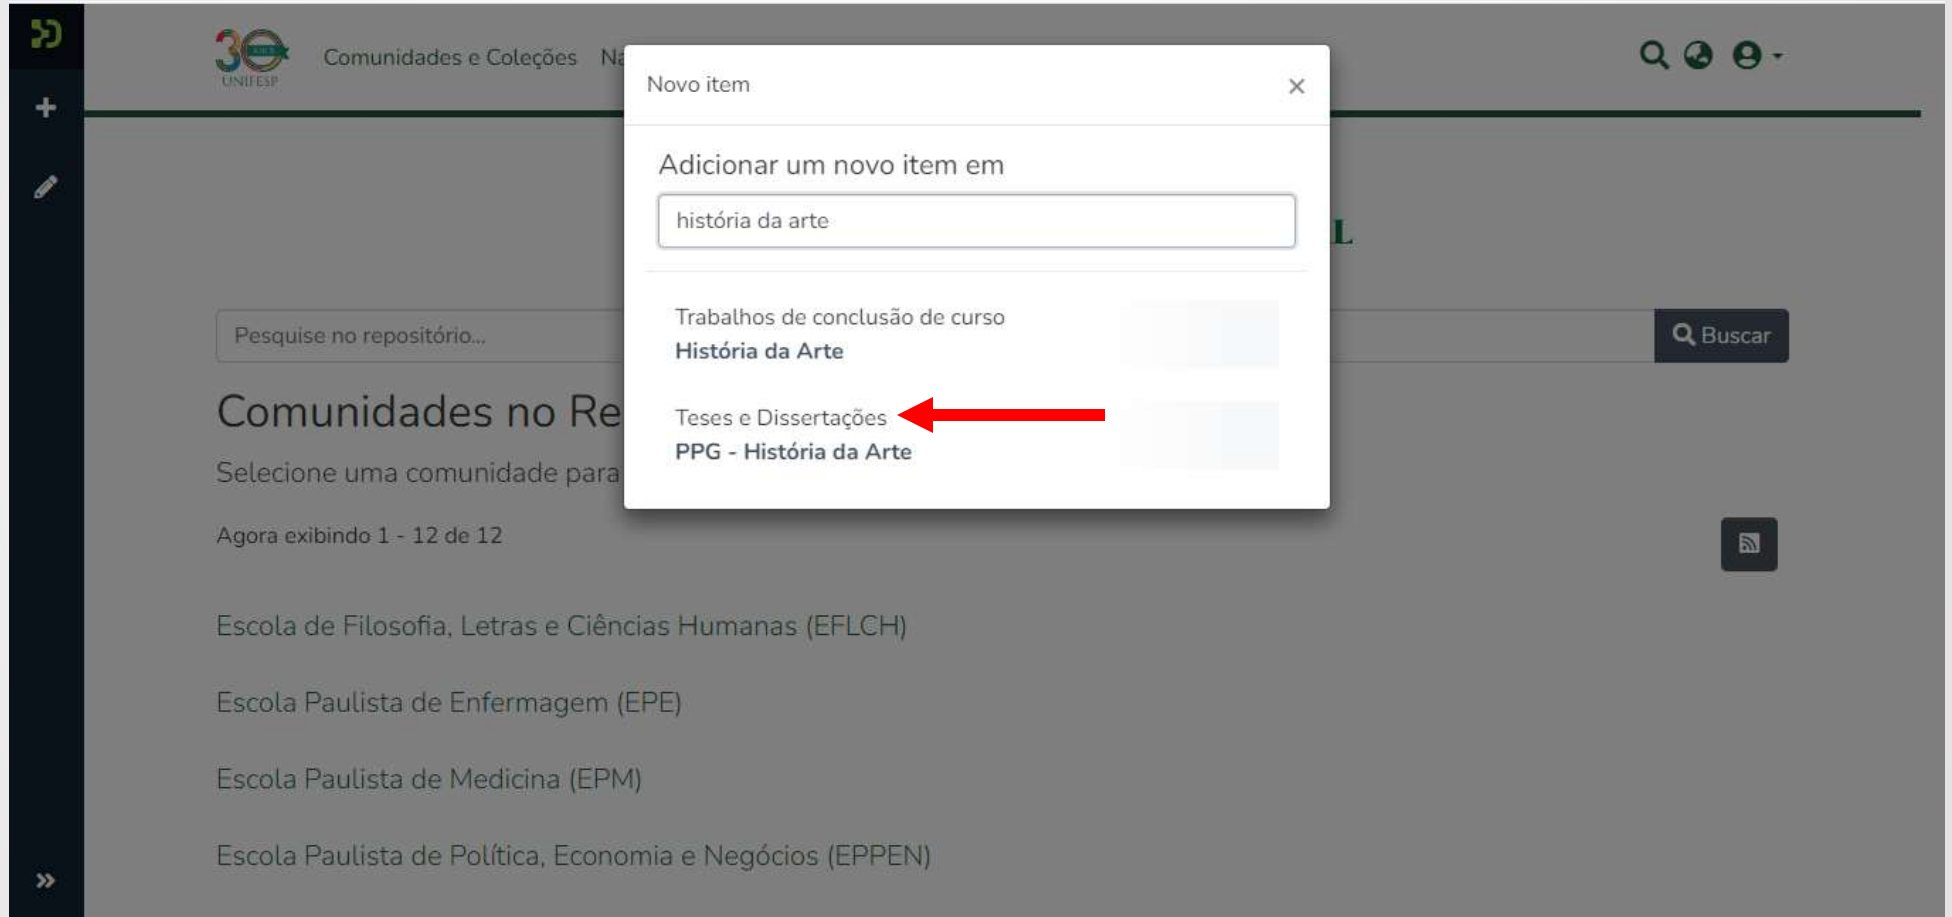 30
ANOS
UNIFESP
Comunidades e Coleções
Novo item
×
Adicionar um novo item em
história da arte
L
Trabalhos de conclusão de curso
História da Arte
Pesquise no repositório...
Buscar
Teses e Dissertações
PPG - História da Arte
Comunidades no Re
Selecione uma comunidade para
Agora exibindo 1 - 12 de 12
Escola de Filosofia, Letras e Ciências Humanas (EFLCH)
Escola Paulista de Enfermagem (EPE)
Escola Paulista de Medicina (EPM)
Escola Paulista de Política, Economia e Negócios (EPPEN)